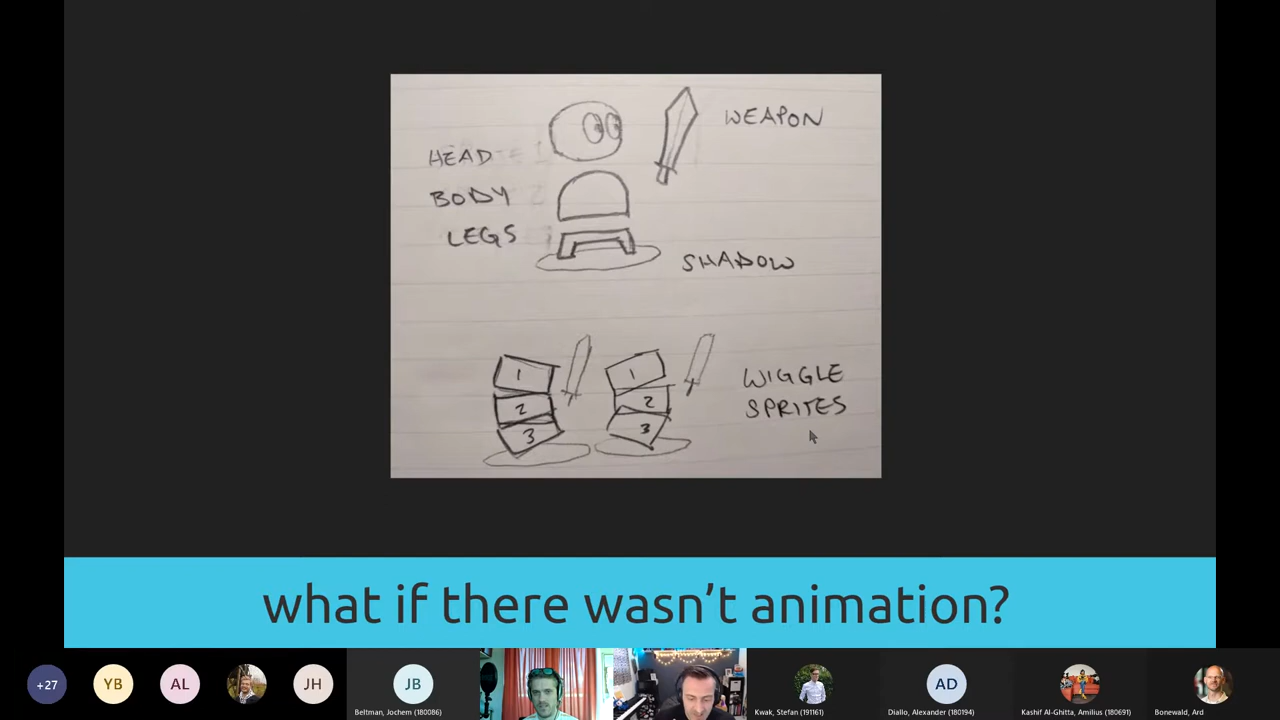 WEAPON
HEAD
BODY
LEGS
SHADOW
1
1
2
2
3
3
WIGGLE
SPRITES
what if there wasn't animation?
+27
YB
AL
JH
JB
AD
Beltman, Jochem (180086)
Kwak, Stefan (191161)
Diallo, Alexander (180194)
Kashif Al-Ghitta, Amilius (180691)
Bonewald, Ard